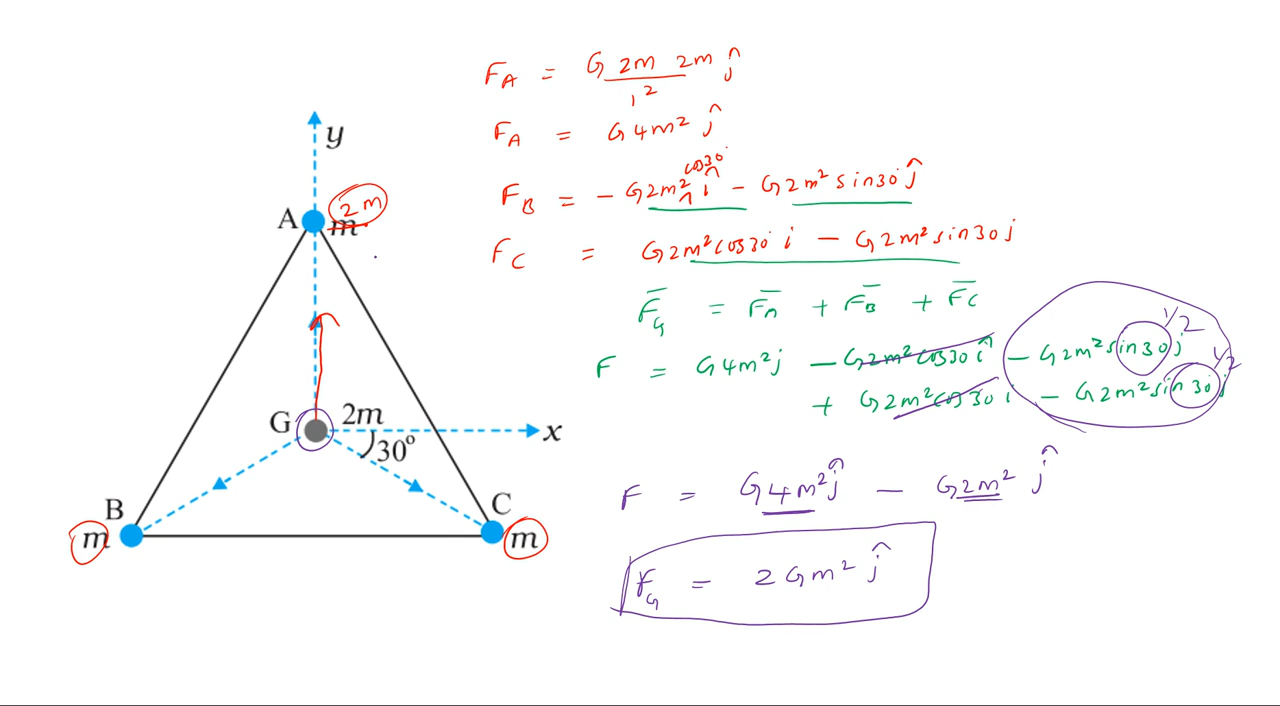 F_A = G 2m 2m ĵ / 1²
y
F_A = G4m² ĵ
F_B = - G2m² cos30 î - G2m² sin30 ĵ
A 2m m
F_C = G2m² cos30 i - G2m² sin30 j
F̄_G = F̄_A + F̄_B + F̄_C
F = G4m² j - G2m² cos30 î - G2m² sin30 j 1/2
+ G2m² cos30 i - G2m² sin30 j 1/2
G 2m x
30°
F = G4m² ĵ - G2m² ĵ
B C
m m
F_G = 2Gm² ĵ